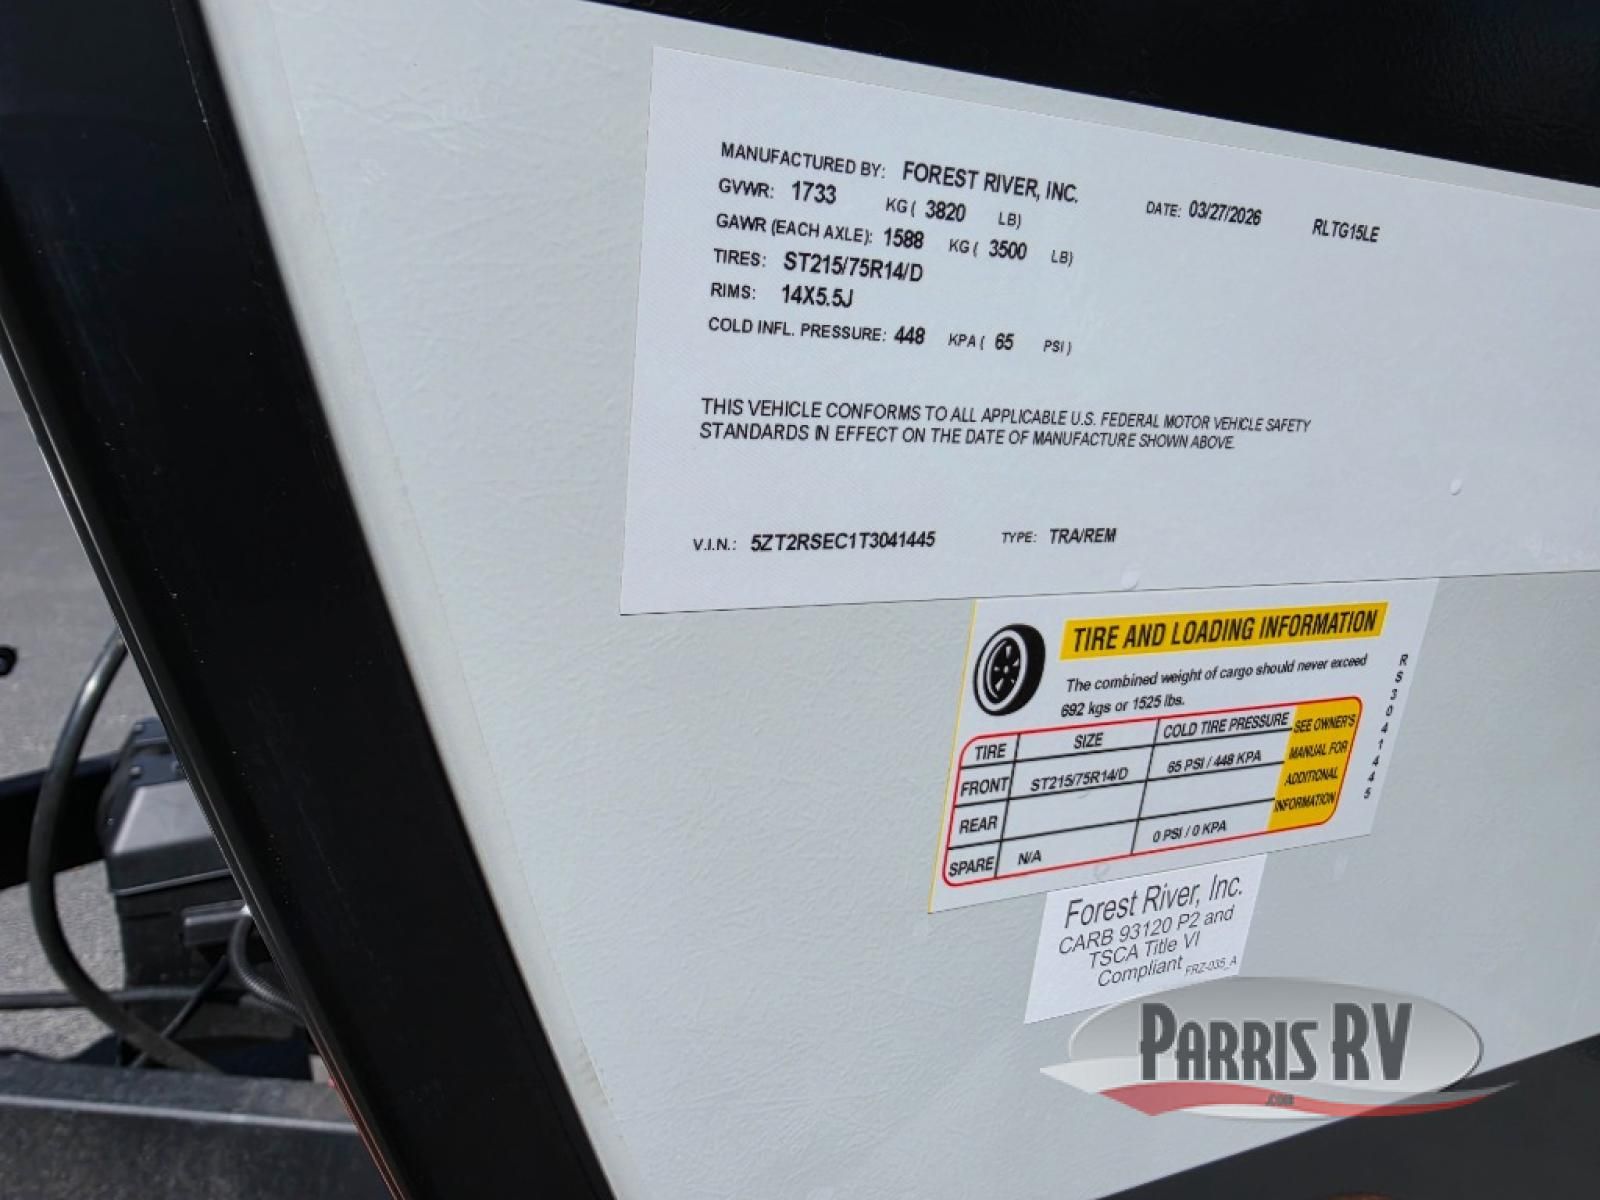 MANUFACTURED BY: FOREST RIVER, INC. DATE: 03/27/2026 RLTG15LE
GVWR: 1733 KG ( 3820 LB)
GAWR (EACH AXLE): 1588 KG ( 3500 LB)
TIRES: ST215/75R14/D
RIMS: 14X5.5J
COLD INFL. PRESSURE: 448 KPA ( 65 PSI )
THIS VEHICLE CONFORMS TO ALL APPLICABLE U.S. FEDERAL MOTOR VEHICLE SAFETY
STANDARDS IN EFFECT ON THE DATE OF MANUFACTURE SHOWN ABOVE.
V.I.N.: 5ZT2RSEC1T3041445 TYPE: TRA/REM
TIRE AND LOADING INFORMATION
The combined weight of cargo should never exceed
692 kgs or 1525 lbs.
TIRE SIZE COLD TIRE PRESSURE
FRONT ST215/75R14/D 65 PSI / 448 KPA
REAR
SPARE N/A 0 PSI / 0 KPA
SEE OWNER'S
MANUAL FOR
ADDITIONAL
INFORMATION
RS3041445
Forest River, Inc.
CARB 93120 P2 and
TSCA Title VI
Compliant FRZ-035_A
PARRIS RV
.com